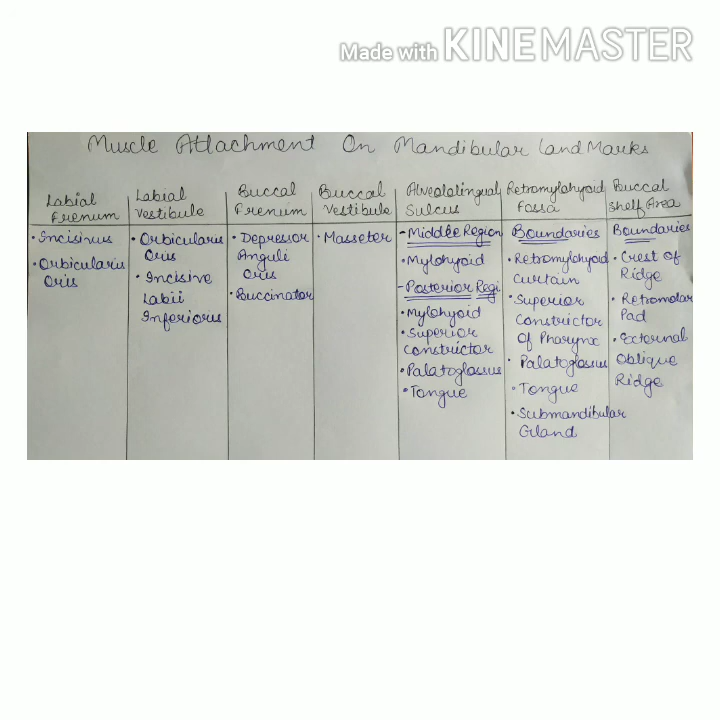 Made with KINEMASTER
Muscle Attachment On Mandibular Land Marks
Labial
Frenum
• Incisivus
• Orbicularis
Oris
Labial
Vestibule
• Orbicularis
Oris
• Incisive
Labii
Inferiorus
Buccal
Frenum
• Depressor
Anguli
Oris
• Buccinator
Buccal
Vestibule
• Masseter
Alveololingual
Sulcus
- Middle Region
• Mylohyoid
- Posterior Regi
• Mylohyoid
• Superior
Constrictor
• Palatoglossus
• Tongue
Retromylohyoid
Fossa
Boundaries
• Retromylohyoid
Curtain
• Superior
Constrictor
Of Pharynx
• Palatoglossus
• Tongue
• Submandibular
Gland
Buccal
Shelf Area
Boundaries
• Crest of
Ridge
• Retromolar
Pad
• External
Oblique
Ridge